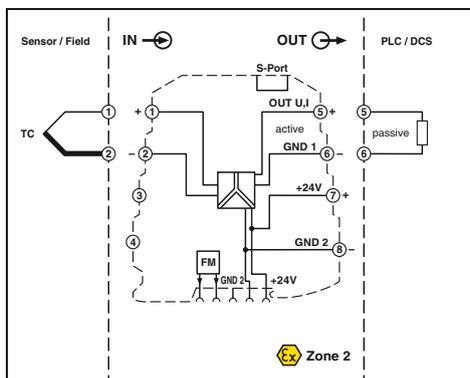 Sensor / Field
IN
OUT
PLC / DCS
S-Port
OUT U,I
1
+ 1
5 +
5
TC
active
passive
GND 1
2
- 2
6 -
6
+24V
3
7 +
4
GND 2
8 -
FM
GND 2
+24V
Ex
Zone 2